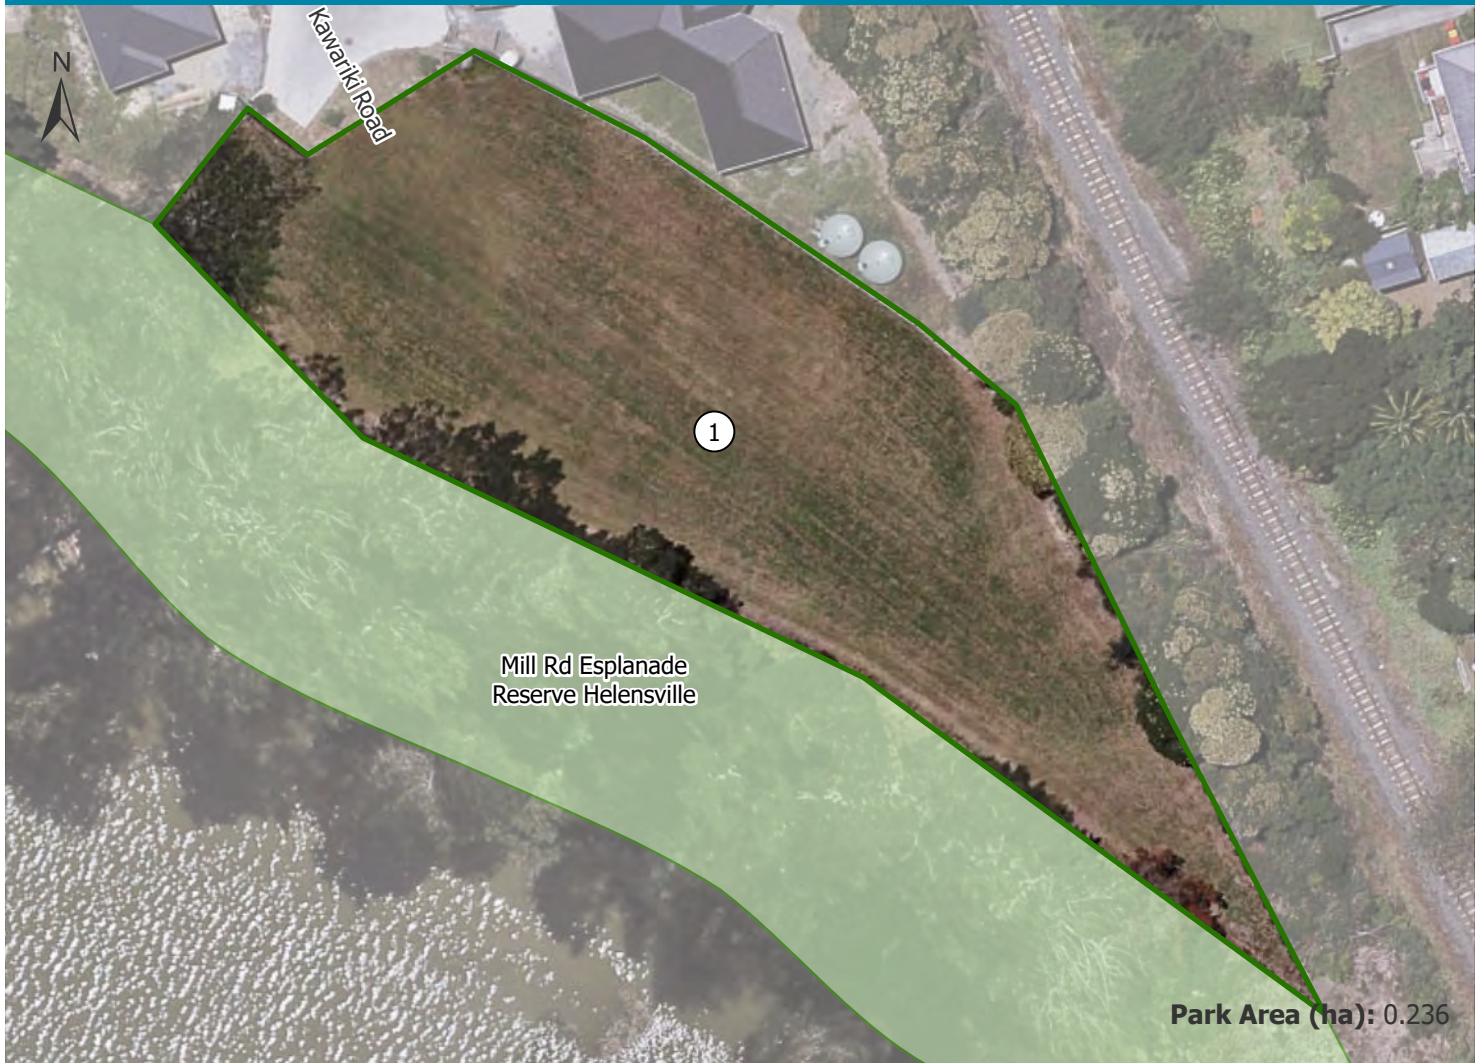 N
Kawariki Road
1
Mill Rd Esplanade
Reserve Helensville
Park Area (ha): 0.236